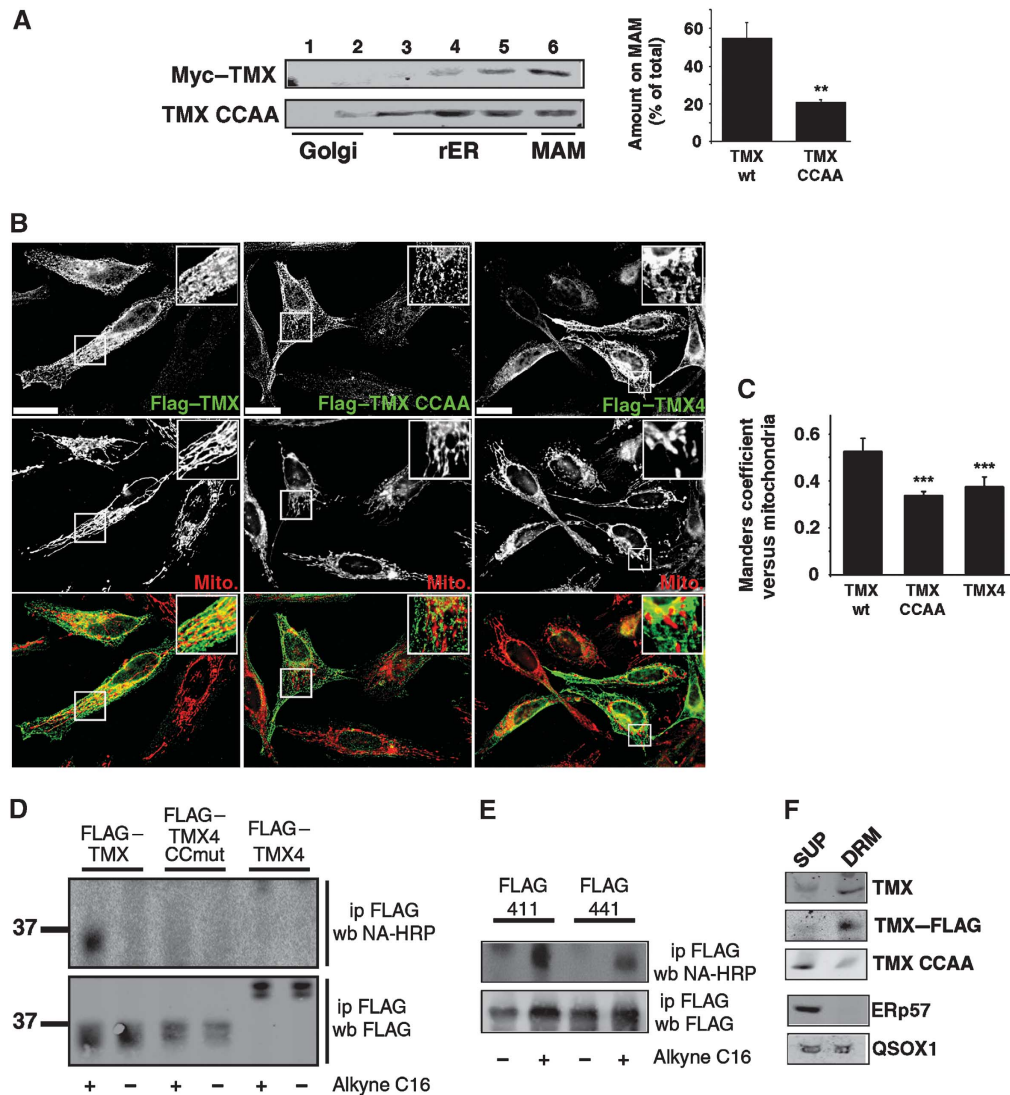 A
1 2 3 4 5 6
Myc–TMX
TMX CCAA
Golgi rER MAM
Amount on MAM
(% of total)
60
40
20
0
**
TMX
wt
TMX
CCAA
B
Flag–TMX
Flag–TMX CCAA
Flag–TMX4
Mito.
Mito.
Mito.
C
Manders coefficient
versus mitochondria
0.6
0.4
0.2
0
***
***
TMX
wt
TMX
CCAA
TMX4
D
FLAG–
TMX
FLAG–
TMX4
CCmut
FLAG–
TMX4
37
ip FLAG
wb NA-HRP
37
ip FLAG
wb FLAG
+ – + – + – Alkyne C16
E
FLAG
411
FLAG
441
ip FLAG
wb NA-HRP
ip FLAG
wb FLAG
– + – + Alkyne C16
F
SUP DRM
TMX
TMX–FLAG
TMX CCAA
ERp57
QSOX1